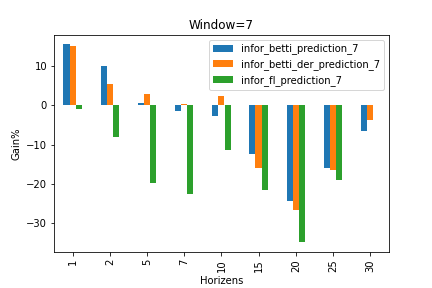 Window=7
infor_betti_prediction_7
infor_betti_der_prediction_7
infor_fl_prediction_7
Gain%
10
0
−10
−20
−30
1 2 5 7 10 15 20 25 30
Horizens